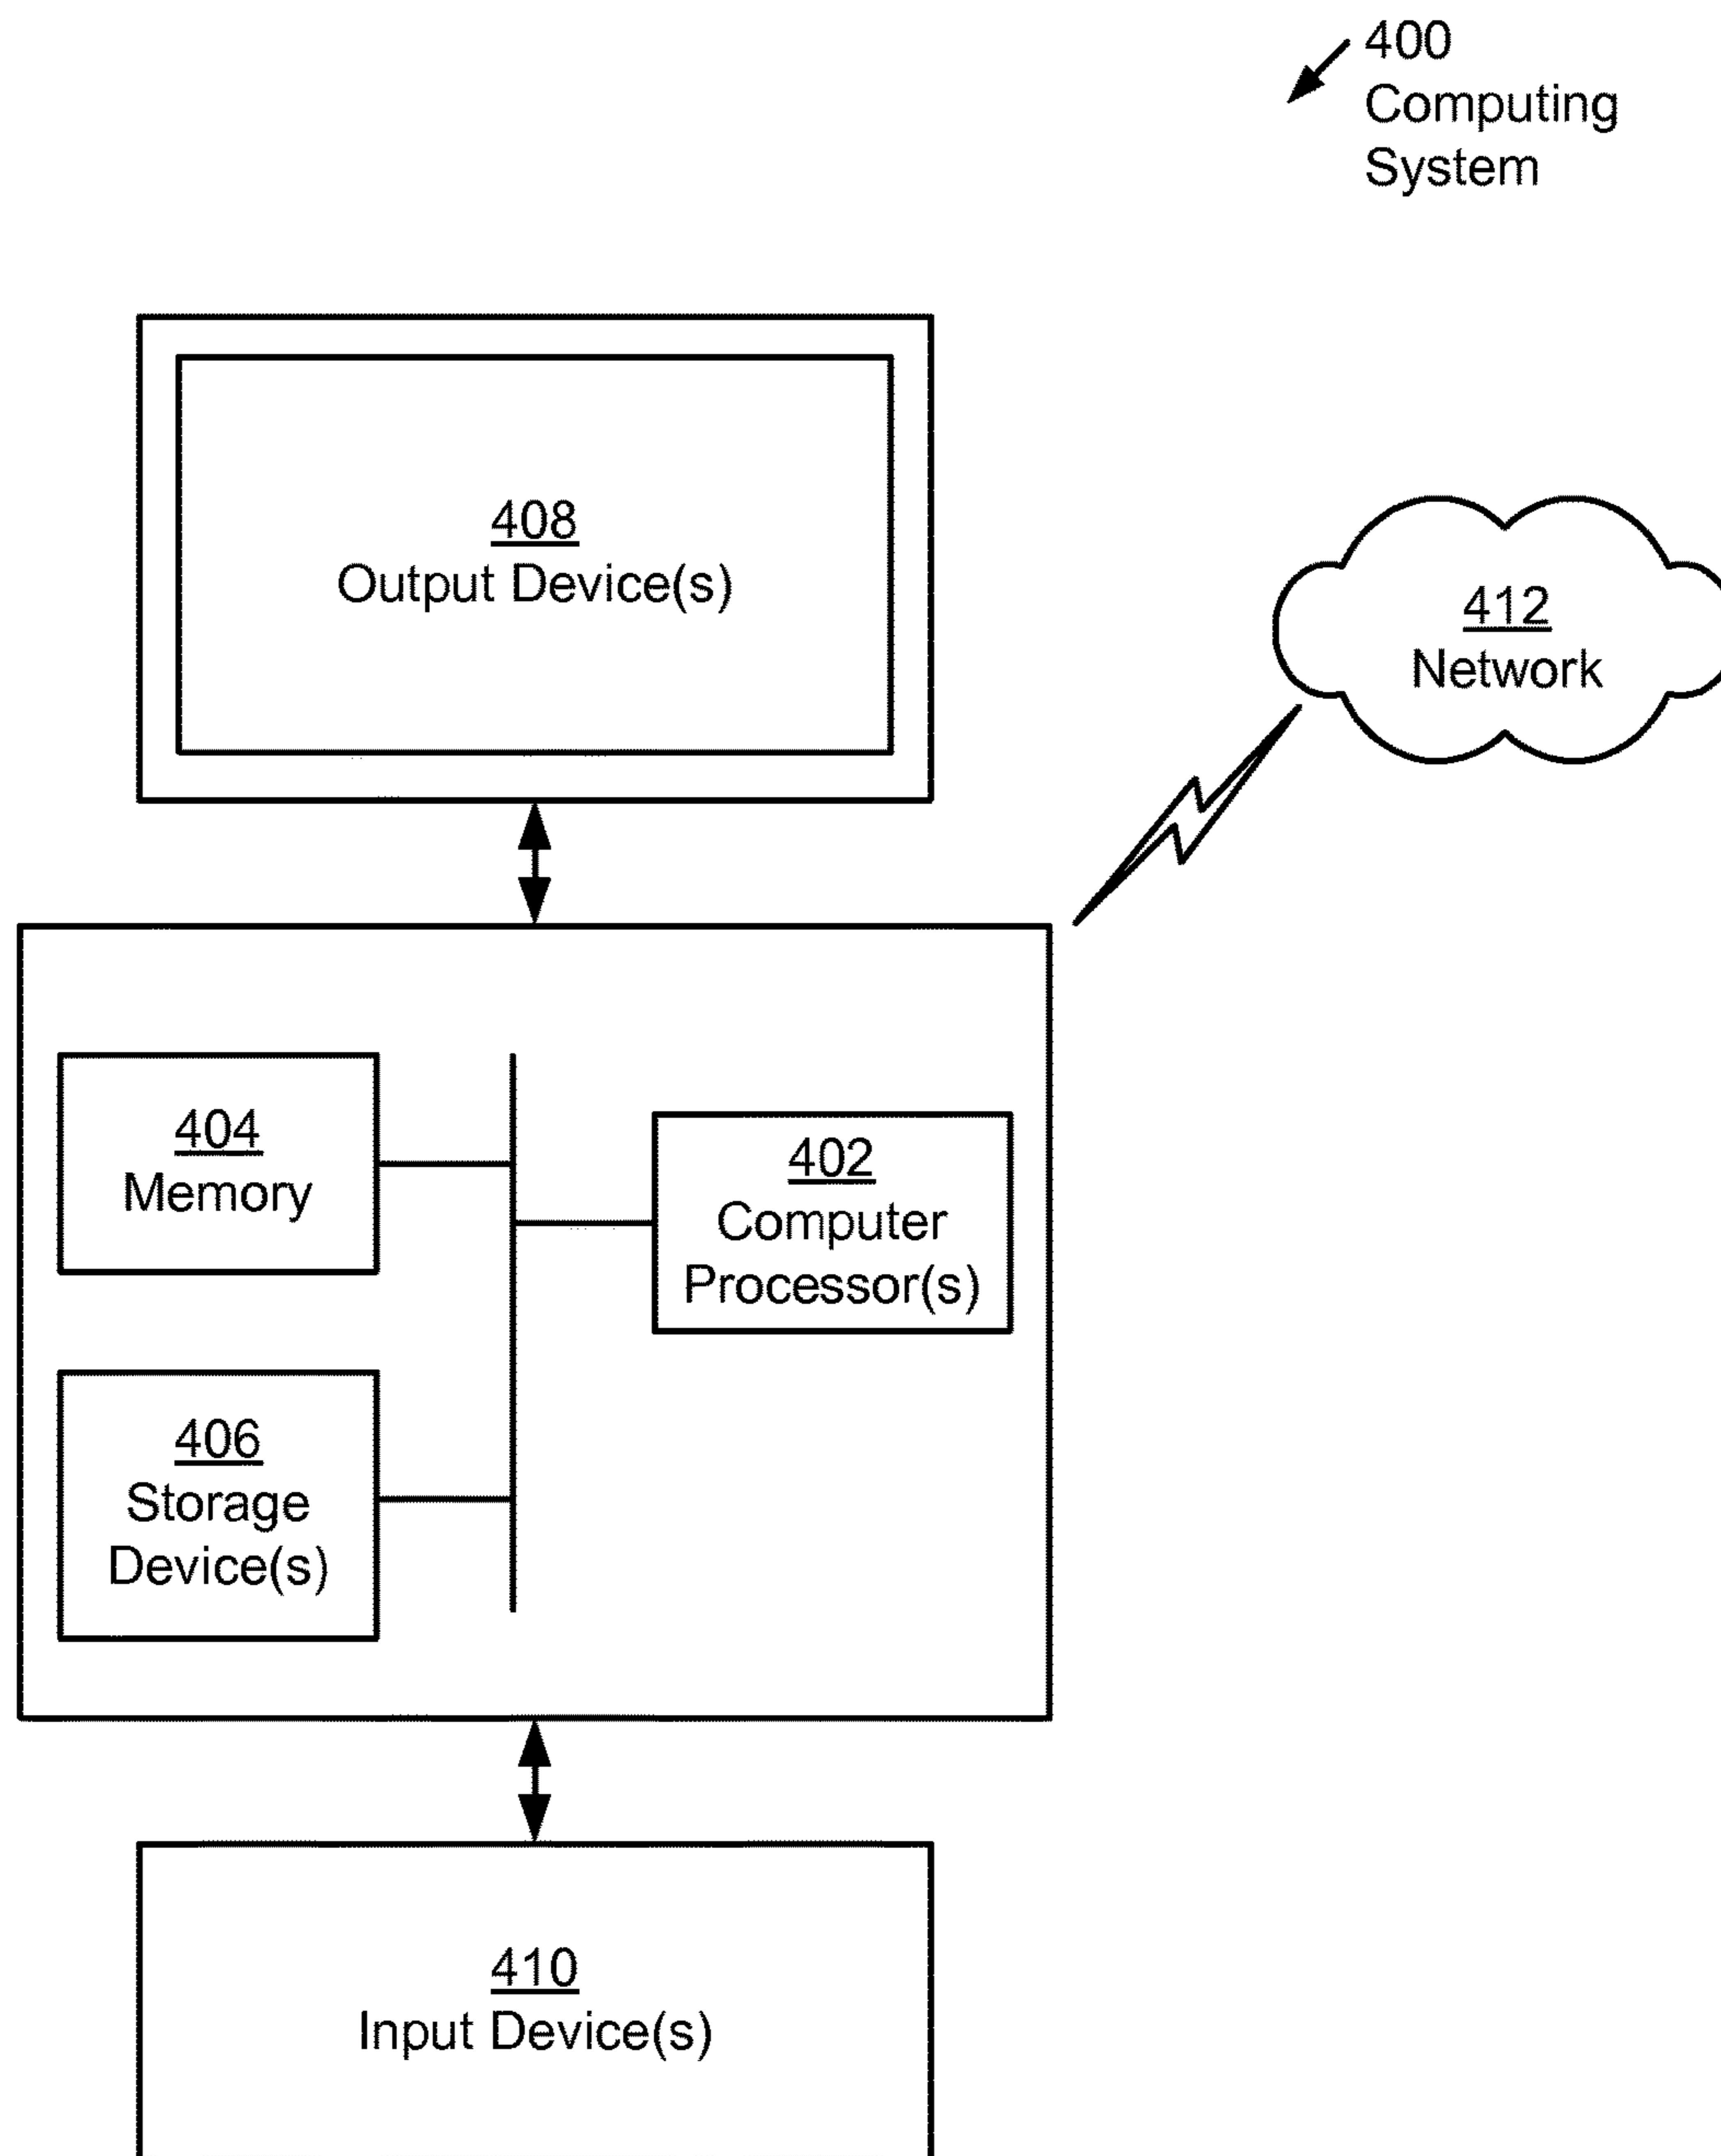 400
Computing
System
408
Output Device(s)
412
Network
404
Memory
402
Computer
Processor(s)
406
Storage
Device(s)
410
Input Device(s)